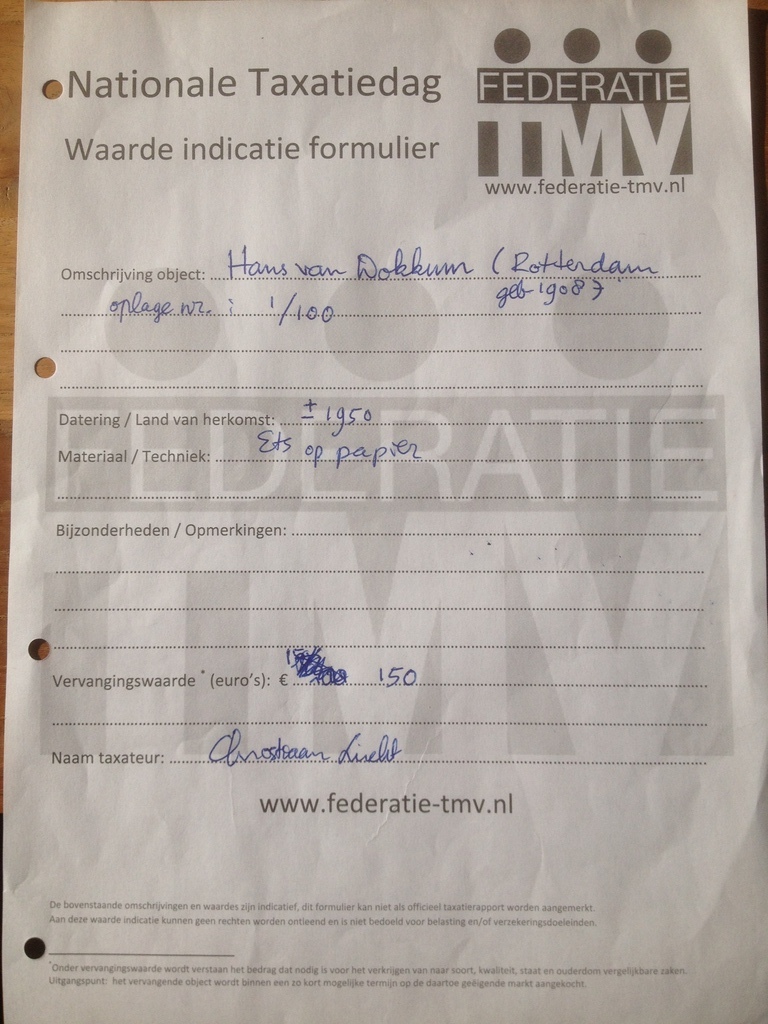 Nationale Taxatiedag
Waarde indicatie formulier
FEDERATIE
TMV
www.federatie-tmv.nl
Omschrijving object: Hans van Dokkum (Rotterdam
geb 1908)
oplage nr. : 1/100
Datering / Land van herkomst: ± 1950
Materiaal / Techniek: Ets op papier
Bijzonderheden / Opmerkingen:
Vervangingswaarde * (euro's): € 150
Naam taxateur: Christiaan
www.federatie-tmv.nl
De bovenstaande omschrijvingen en waardes zijn indicatief, dit formulier kan niet als officieel taxatierapport worden aangemerkt.
Aan deze waarde indicatie kunnen geen rechten worden ontleend en is niet bedoeld voor belasting en/of verzekeringsdoeleinden.
*Onder vervangingswaarde wordt verstaan het bedrag dat nodig is voor het verkrijgen van naar soort, kwaliteit, staat en ouderdom vergelijkbare zaken.
Uitgangspunt: het vervangende object wordt binnen een zo kort mogelijke termijn op de daartoe geëigende markt aangekocht.